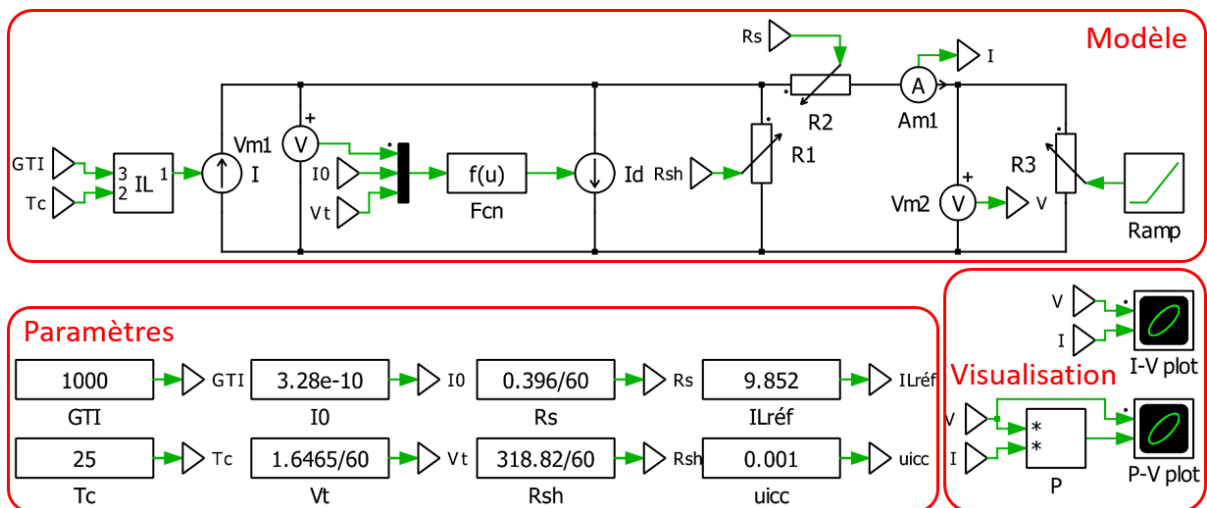 Modèle
Rs
I
A
Am1
R2
GTI
Tc
3
2
IL
1
I
Vm1
+
V
I0
Vt
f(u)
Fcn
Id
Rsh
R1
+
V
Vm2
V
R3
Ramp
Paramètres
1000
GTI
GTI
3.28e-10
I0
I0
0.396/60
Rs
Rs
9.852
ILréf
ILréf
25
Tc
Tc
1.6465/60
Vt
Vt
318.82/60
Rsh
Rsh
0.001
uicc
uicc
V
I
I-V plot
Visualisation
V
I
*
*
P
P-V plot